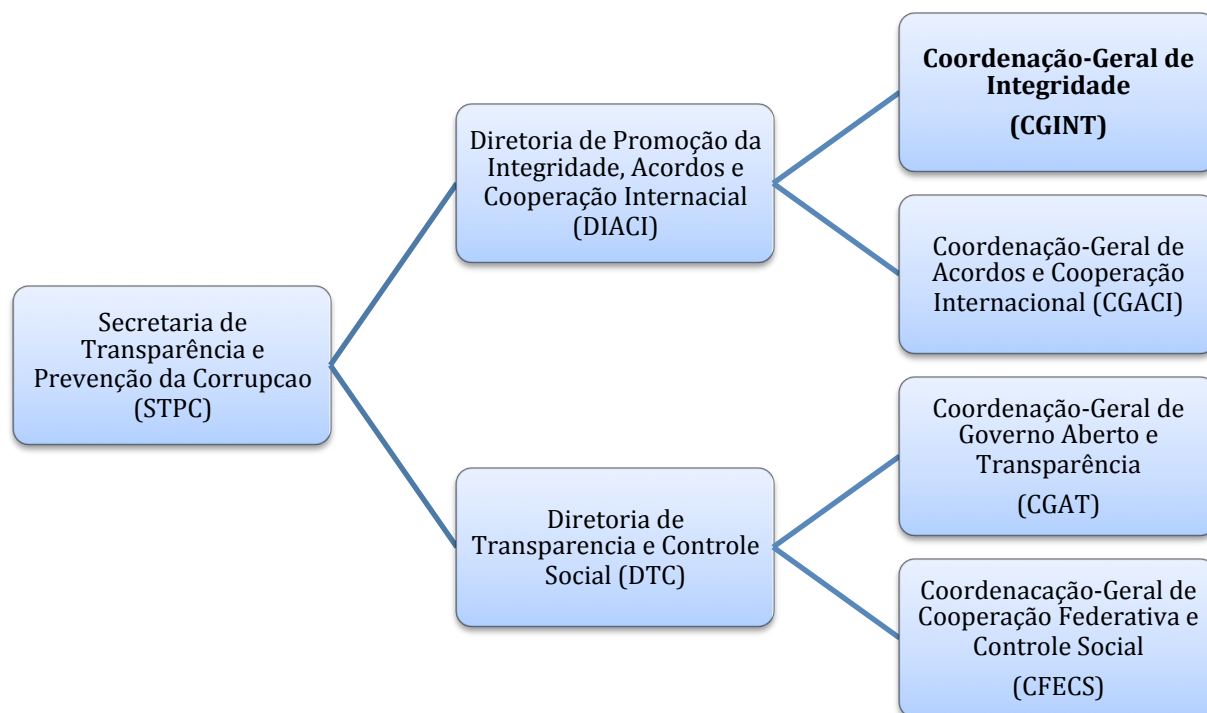 Secretaria de
Transparência e
Prevenção da Corrupcao
(STPC)
Diretoria de Promoção da
Integridade, Acordos e
Cooperação Internacial
(DIACI)
Coordenação-Geral de
Integridade
(CGINT)
Coordenação-Geral de
Acordos e Cooperação
Internacional (CGACI)
Diretoria de
Transparencia e Controle
Social (DTC)
Coordenação-Geral de
Governo Aberto e
Transparência
(CGAT)
Coordenacação-Geral de
Cooperação Federativa e
Controle Social
(CFECS)